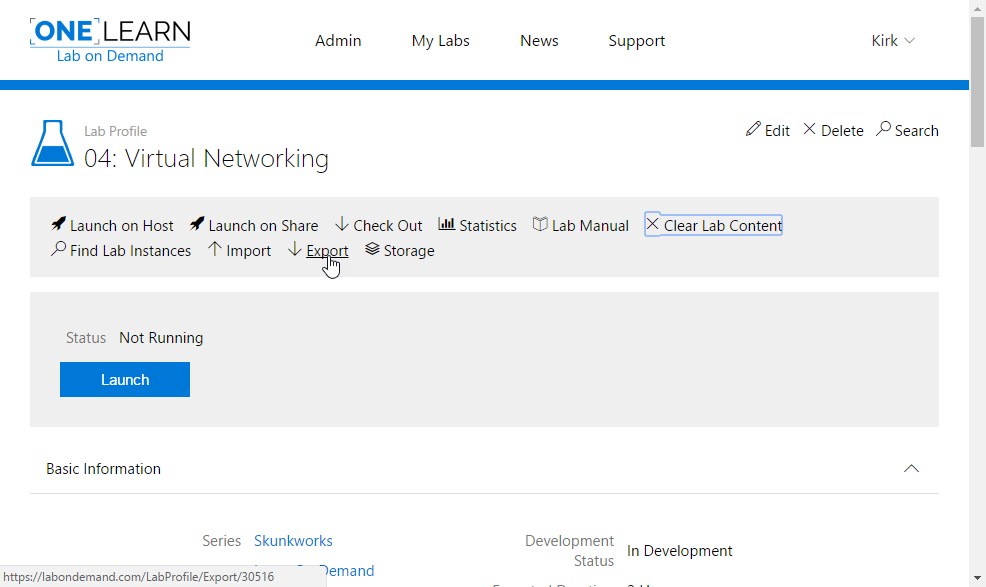 ONE LEARN
Lab on Demand
Admin My Labs News Support Kirk
Lab Profile
04: Virtual Networking
Edit Delete Search
Launch on Host Launch on Share Check Out Statistics Lab Manual Clear Lab Content
Find Lab Instances Import Export Storage
Status Not Running
Launch
Basic Information
Series Skunkworks
Development Status In Development
Demand
https://labondemand.com/LabProfile/Export/30516